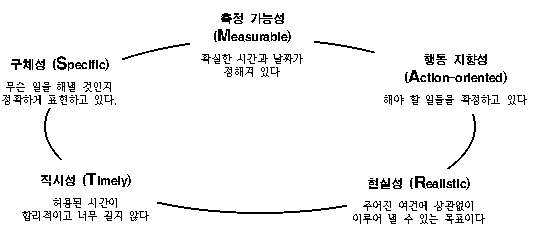 측정 가능성
(Measurable)
확실한 시간과 날짜가
정해져 있다
구체성 (Specific)
무슨 일을 해낼 것인지
정확하게 표현하고 있다.
행동 지향성
(Action-oriented)
해야 할 일들을 확정하고 있다
직시성 (Timely)
허용된 시간이
합리적이고 너무 길지 않다
현실성 (Realistic)
주어진 여건에 상관없이
이루어 낼 수 있는 목표이다